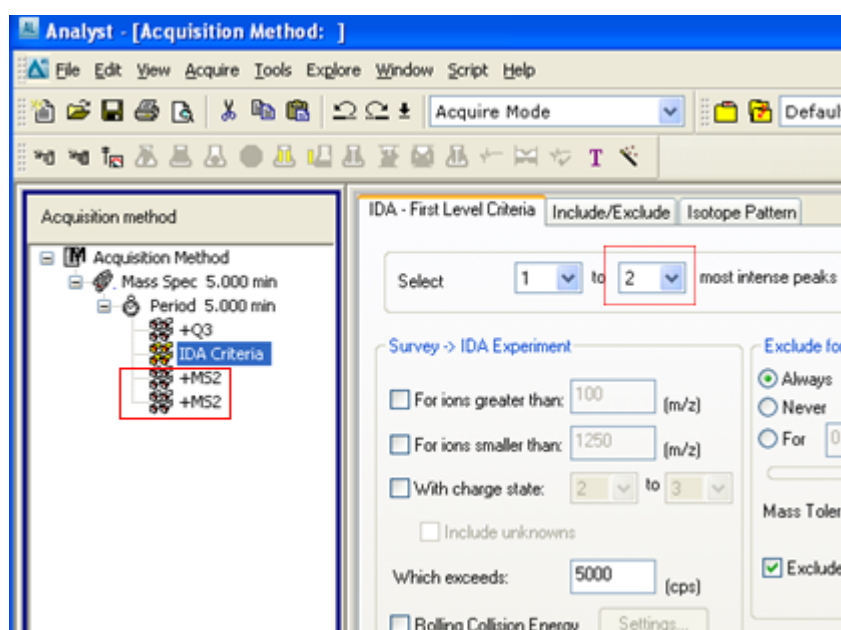 Analyst - [Acquisition Method: ]
File Edit View Acquire Tools Explore Window Script Help
Acquire Mode
Defaul
T
Acquisition method
Acquisition Method
Mass Spec 5.000 min
Period 5.000 min
+Q3
IDA Criteria
+MS2
+MS2
IDA - First Level Criteria Include/Exclude Isotope Pattern
Select 1 to 2 most intense peaks
Survey -> IDA Experiment
For ions greater than: 100 (m/z)
For ions smaller than: 1250 (m/z)
With charge state: 2 to 3
Include unknowns
Which exceeds: 5000 (cps)
Rolling Collision Energy Settings...
Exclude fo
Always
Never
For 0
Mass Toler
Exclude